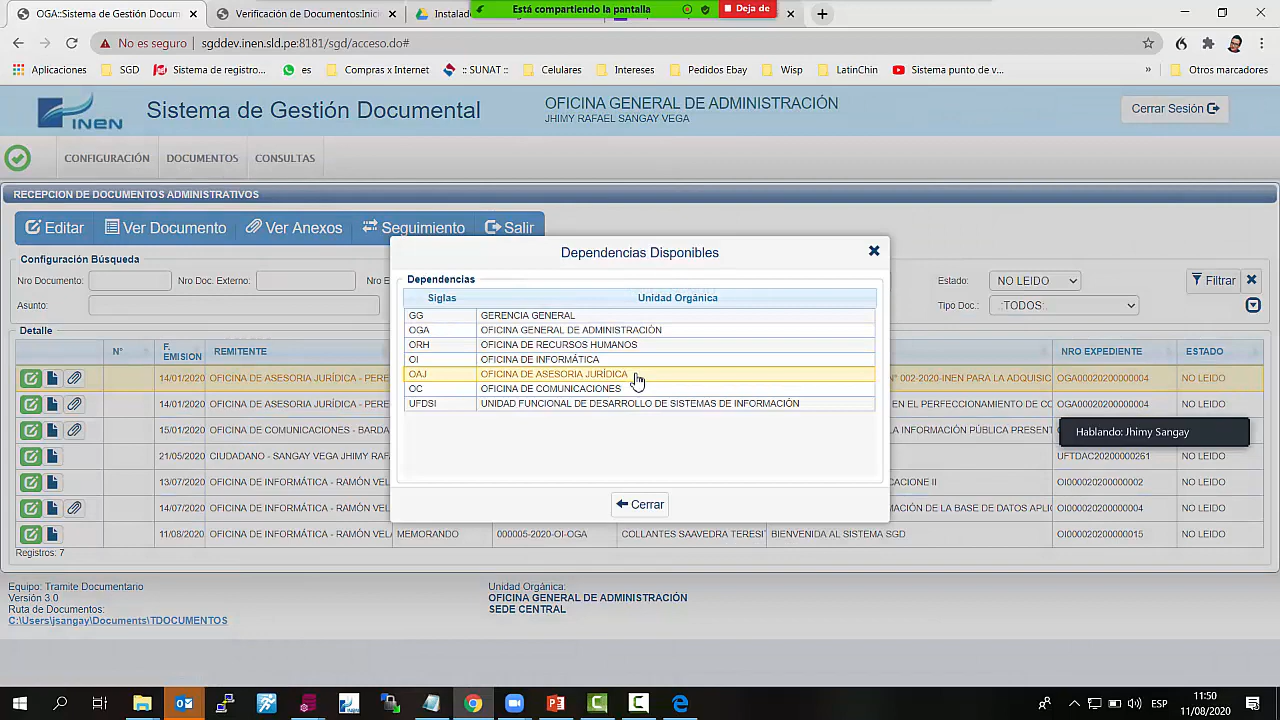 OGA::Sistema de Gestión Docum
Verificación de Documentos:Inici
Instalado
Está compartiendo la pantalla
Deja de
No es seguro
sgddev.inen.sld.pe:8181/sgd/acceso.do#
Aplicaciones
SGD
Sistema de registro...
es
Compras x Internet
:: SUNAT ::
Celulares
Intereses
Pedidos Ebay
Wisp
LatinChin
Sistema punto de v...
»
Otros marcadores
INEN
Sistema de Gestión Documental
OFICINA GENERAL DE ADMINISTRACIÓN
JHIMY RAFAEL SANGAY VEGA
Cerrar Sesión
CONFIGURACIÓN
DOCUMENTOS
CONSULTAS
RECEPCION DE DOCUMENTOS ADMINISTRATIVOS
Editar
Ver Documento
Ver Anexos
Seguimiento
Salir
Configuración Búsqueda
Nro Documento:
Nro Doc. Externo:
Nro E
Estado:
NO LEIDO
Filtrar
Asunto:
Tipo Doc.:
.:TODOS:.
Dependencias Disponibles
Dependencias
Siglas Unidad Orgánica
GG GERENCIA GENERAL
OGA OFICINA GENERAL DE ADMINISTRACIÓN
ORH OFICINA DE RECURSOS HUMANOS
OI OFICINA DE INFORMÁTICA
OAJ OFICINA DE ASESORIA JURÍDICA
OC OFICINA DE COMUNICACIONES
UFDSI UNIDAD FUNCIONAL DE DESARROLLO DE SISTEMAS DE INFORMACIÓN
Cerrar
Detalle
N° F. EMISION REMITENTE NRO EXPEDIENTE ESTADO
14/01/2020 OFICINA DE ASESORIA JURÍDICA - PERE N° 002-2020-INEN PARA LA ADQUISIC OGA00020200000004 NO LEIDO
14/01/2020 OFICINA DE ASESORIA JURÍDICA - PERE EN EL PERFECCIONAMIENTO DE CO OGA00020200000004 NO LEIDO
15/01/2020 OFICINA DE COMUNICACIONES - BARDA LA INFORMACIÓN PÚBLICA PRESENT
Hablando: Jhimy Sangay
21/05/2020 CIUDADANO - SANGAY VEGA JHIMY RAF UFTDAC20200000261 NO LEIDO
13/07/2020 OFICINA DE INFORMÁTICA - RAMÓN VEL CACIONE II OI00020200000002 NO LEIDO
14/07/2020 OFICINA DE INFORMÁTICA - RAMÓN VEL MACIÓN DE LA BASE DE DATOS APLIC OI00020200000004 NO LEIDO
11/08/2020 OFICINA DE INFORMÁTICA - RAMÓN VELA MEMORANDO 000005-2020-OI-OGA COLLANTES SAAVEDRA TERESI BIENVENIDA AL SISTEMA SGD OI00020200000015 NO LEIDO
Registros: 7
Equipo: Tramite Documentario
Versión 3.0
Ruta de Documentos:
C:\Users\jsangay\Documents\TDOCUMENTOS
Unidad Orgánica:
OFICINA GENERAL DE ADMINISTRACIÓN
SEDE CENTRAL
ESP
11:50
11/08/2020